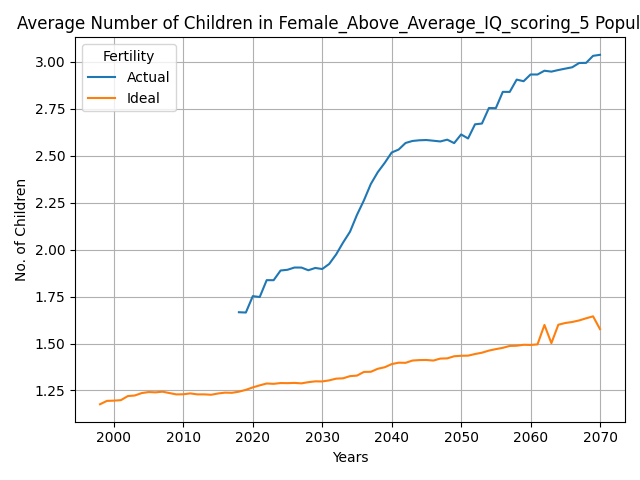 Average Number of Children in Female_Above_Average_IQ_scoring_5 Popul
Fertility
Actual
Ideal
3.00
2.75
2.50
2.25
2.00
1.75
1.50
1.25
No. of Children
2000 2010 2020 2030 2040 2050 2060 2070
Years